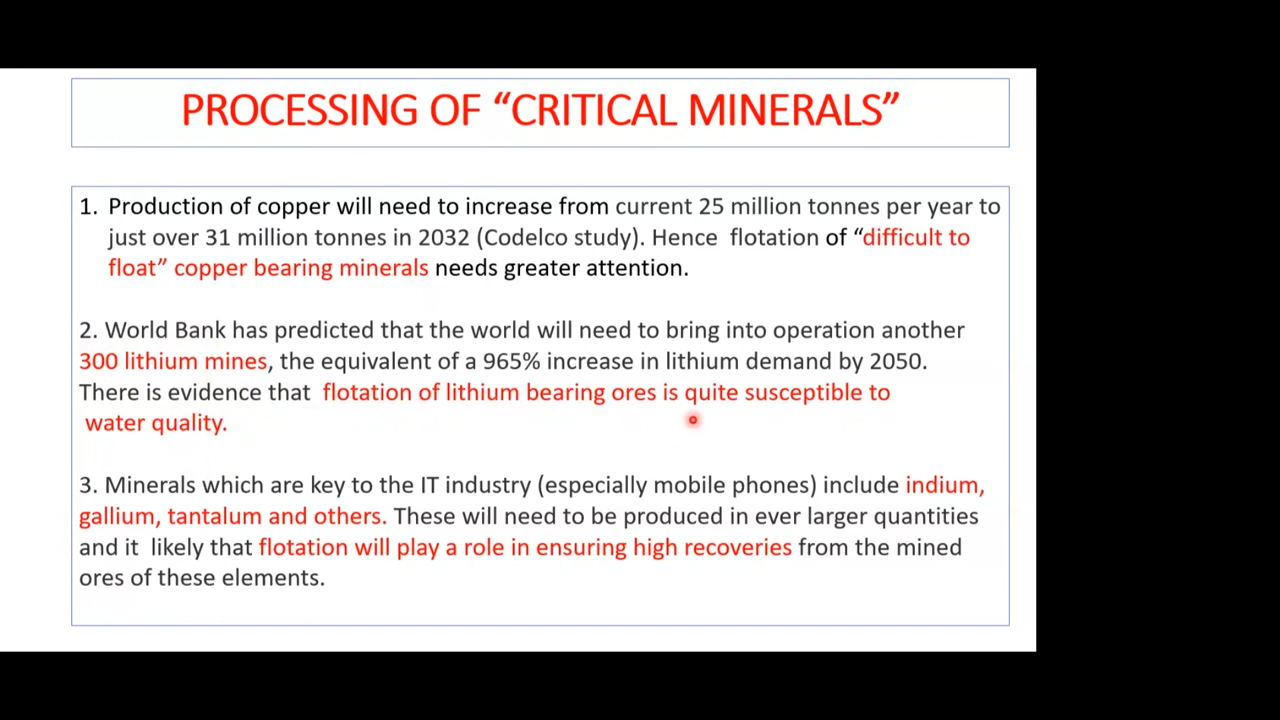 PROCESSING OF “CRITICAL MINERALS”
1. Production of copper will need to increase from current 25 million tonnes per year to
just over 31 million tonnes in 2032 (Codelco study). Hence flotation of “difficult to
float” copper bearing minerals needs greater attention.
2. World Bank has predicted that the world will need to bring into operation another
300 lithium mines, the equivalent of a 965% increase in lithium demand by 2050.
There is evidence that flotation of lithium bearing ores is quite susceptible to
water quality.
3. Minerals which are key to the IT industry (especially mobile phones) include indium,
gallium, tantalum and others. These will need to be produced in ever larger quantities
and it likely that flotation will play a role in ensuring high recoveries from the mined
ores of these elements.